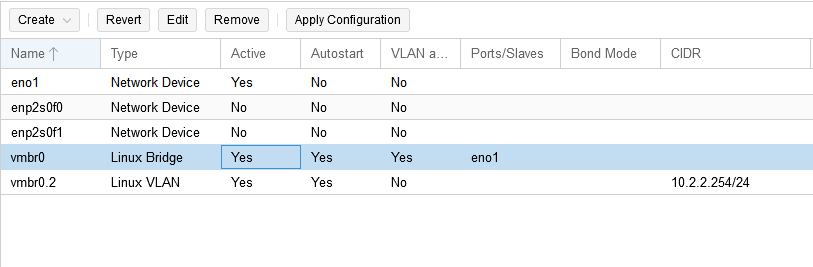 Create Revert Edit Remove Apply Configuration
Name Type Active Autostart VLAN a... Ports/Slaves Bond Mode CIDR
eno1 Network Device Yes No No
enp2s0f0 Network Device No No No
enp2s0f1 Network Device No No No
vmbr0 Linux Bridge Yes Yes Yes eno1
vmbr0.2 Linux VLAN Yes Yes No 10.2.2.254/24